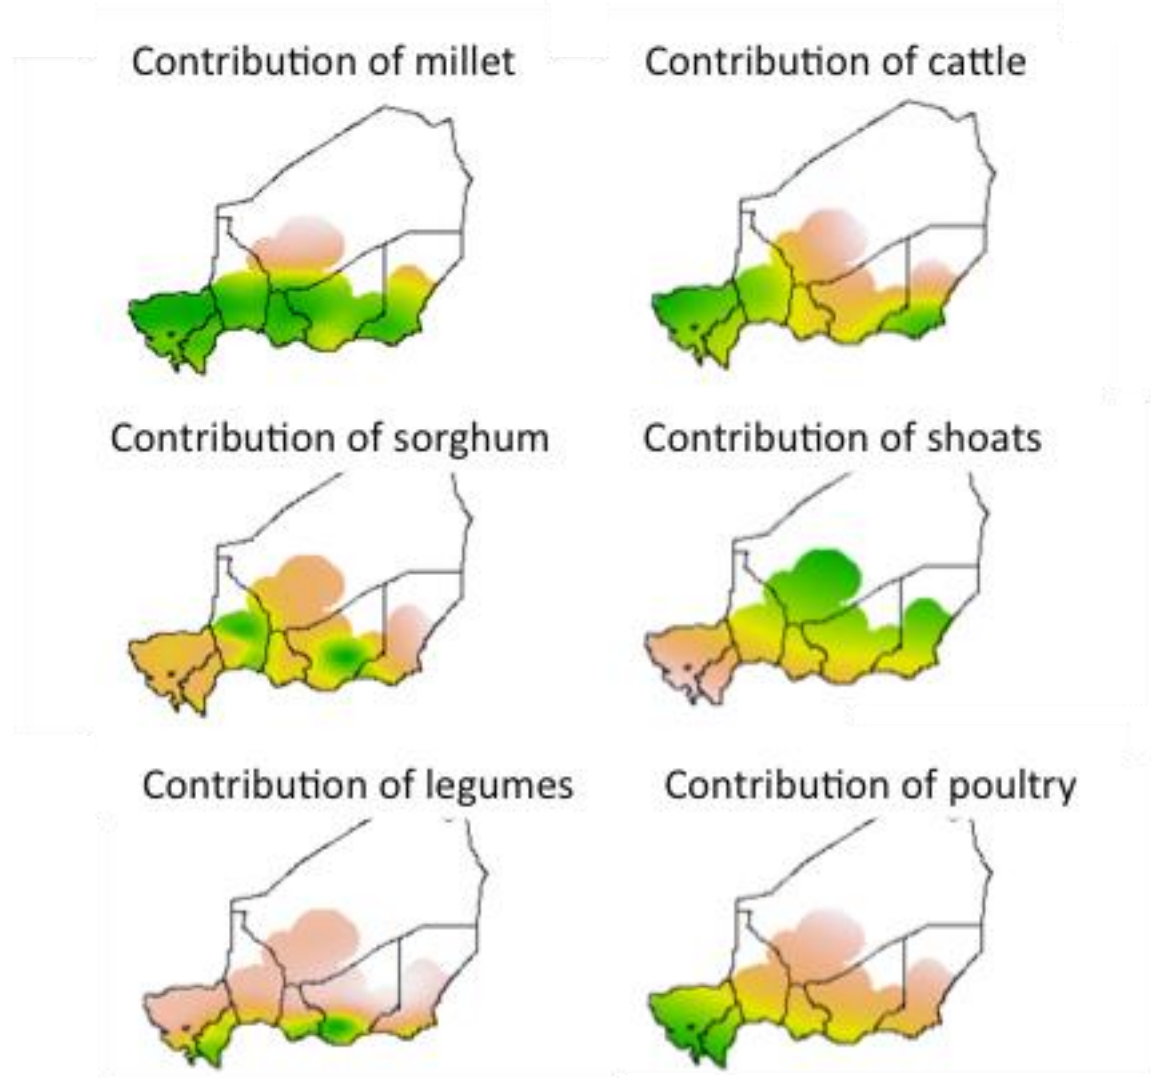 Contribution of millet
Contribution of cattle
Contribution of sorghum
Contribution of shoats
Contribution of legumes
Contribution of poultry